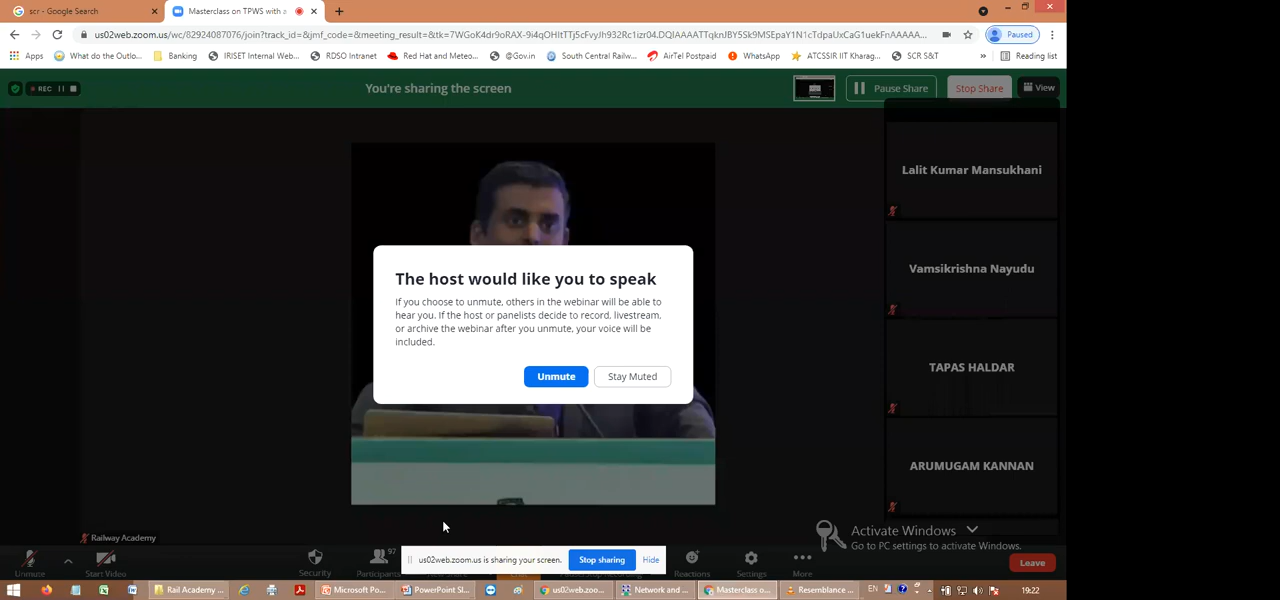 scr - Google Search
Masterclass on TPWS with a
us02web.zoom.us/wc/82924087076/join?track_id=&jmf_code=&meeting_result=&tk=
Paused
Apps
What do the Outlo...
Banking
IRISET Internal Web...
RDSO Intranet
Red Hat and Meteo...
@Gov.in
South Central Railw...
AirTel Postpaid
WhatsApp
ATCSSIR IIT Kharag...
SCR S&T
»
Reading list
REC
You're sharing the screen
Pause Share
Stop Share
View
Lalit Kumar Mansukhani
Vamsikrishna Nayudu
TAPAS HALDAR
ARUMUGAM KANNAN
The host would like you to speak
If you choose to unmute, others in the webinar will be able to
hear you. If the host or panelists decide to record, livestream,
or archive the webinar after you unmute, your voice will be
included.
Unmute
Stay Muted
Railway Academy
Activate Windows
Go to PC settings to activate Windows.
Unmute
Start Video
Security
97
Participants
us02web.zoom.us is sharing your screen.
Stop sharing
Hide
Reactions
Settings
More
Leave
Rail Academy ...
Microsoft Po...
PowerPoint Sl...
us02web.zoo...
Network and ...
Masterclass o...
Resemblance ...
EN
19:22